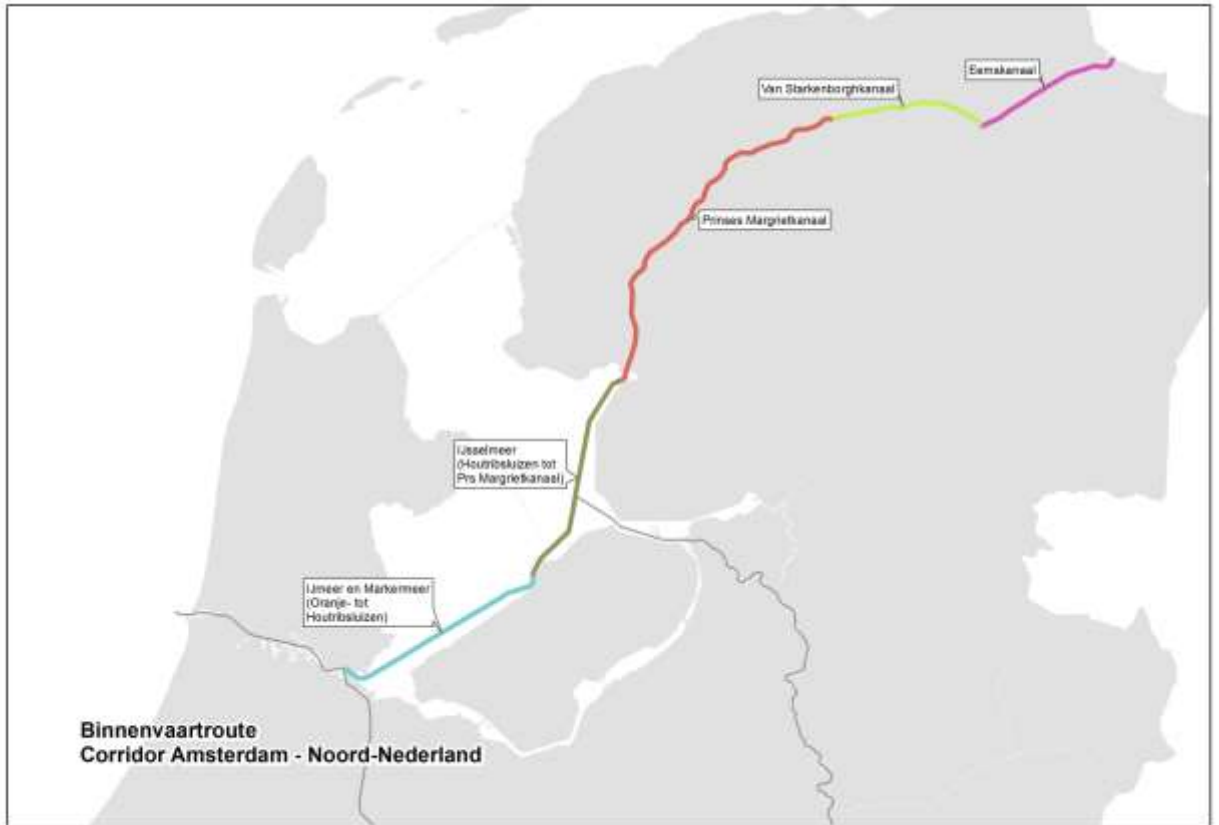 Eemskanaal
Van Starkenborghkanaal
Prinses Margrietkanaal
IJsselmeer
(Houtribsluizen tot
Prs Margrietkanaal)
IJmeer en Markermeer
(Oranje- tot
Houtribsluizen)
Binnenvaartroute
Corridor Amsterdam - Noord-Nederland